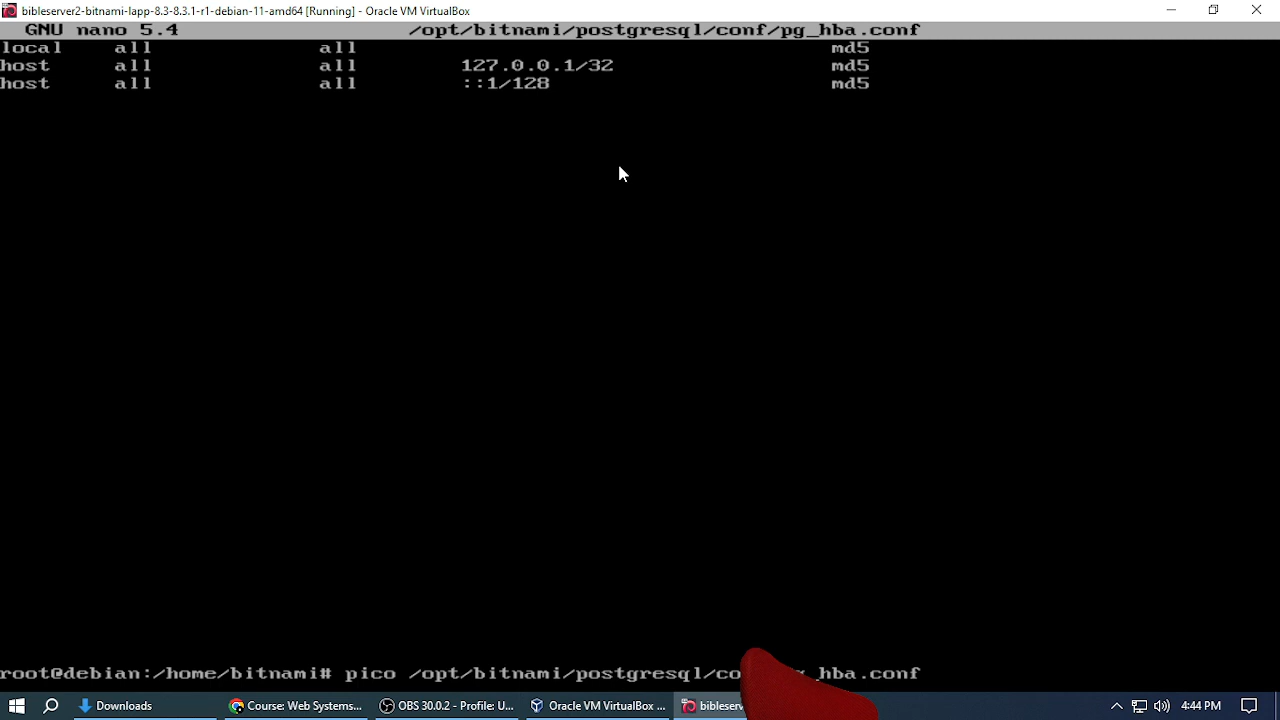 bibleserver2-bitnami-lapp-8.3-8.3.1-r1-debian-11-amd64 [Running] - Oracle VM VirtualBox
GNU nano 5.4 /opt/bitnami/postgresql/conf/pg_hba.conf
local all all md5
host all all 127.0.0.1/32 md5
host all all ::1/128 md5
root@debian:/home/bitnami# pico /opt/bitnami/postgresql/co g_hba.conf
Downloads Course: Web Systems... OBS 30.0.2 - Profile: U... Oracle VM VirtualBox ... bibleserv 4:44 PM